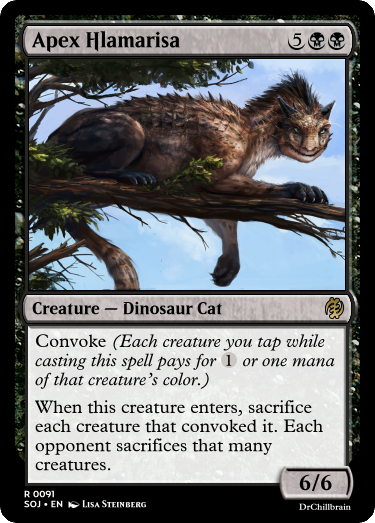 Apex Ḥlamarisa 5
Creature — Dinosaur Cat
Convoke (Each creature you tap while
casting this spell pays for 1 or one mana
of that creature's color.)
When this creature enters, sacrifice
each creature that convoked it. Each
opponent sacrifices that many
creatures.
6/6
R 0091
SOJ • EN Lisa Steinberg
DrChillbrain